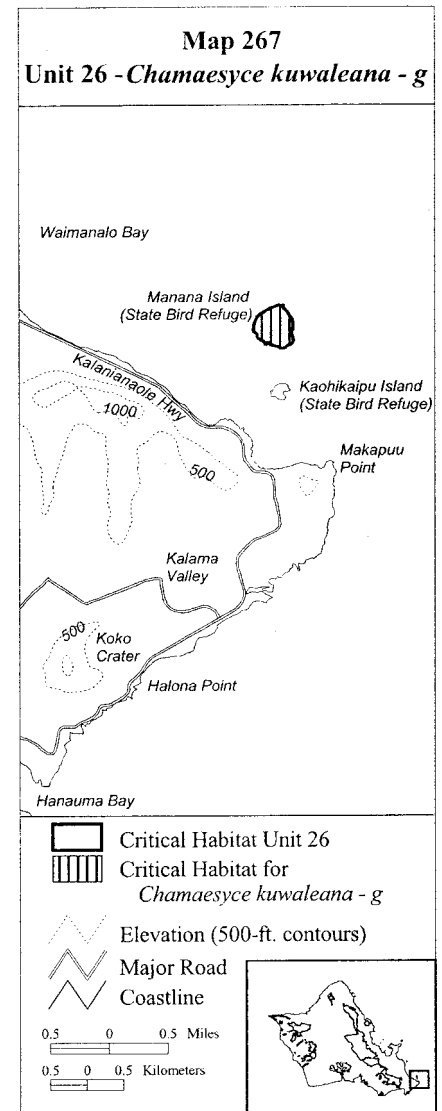 Map 267
Unit 26 - Chamaesyce kuwaleana - g
Waimanalo Bay
Manana Island
(State Bird Refuge)
Kalanianaole Hwy
Kaohikaipu Island
(State Bird Refuge)
1000
Makapuu
Point
500
Kalama
Valley
500
Koko
Crater
Halona Point
Hanauma Bay
Critical Habitat Unit 26
Critical Habitat for
Chamaesyce kuwaleana - g
Elevation (500-ft. contours)
Major Road
Coastline
0.5 0 0.5 Miles
0.5 0 0.5 Kilometers